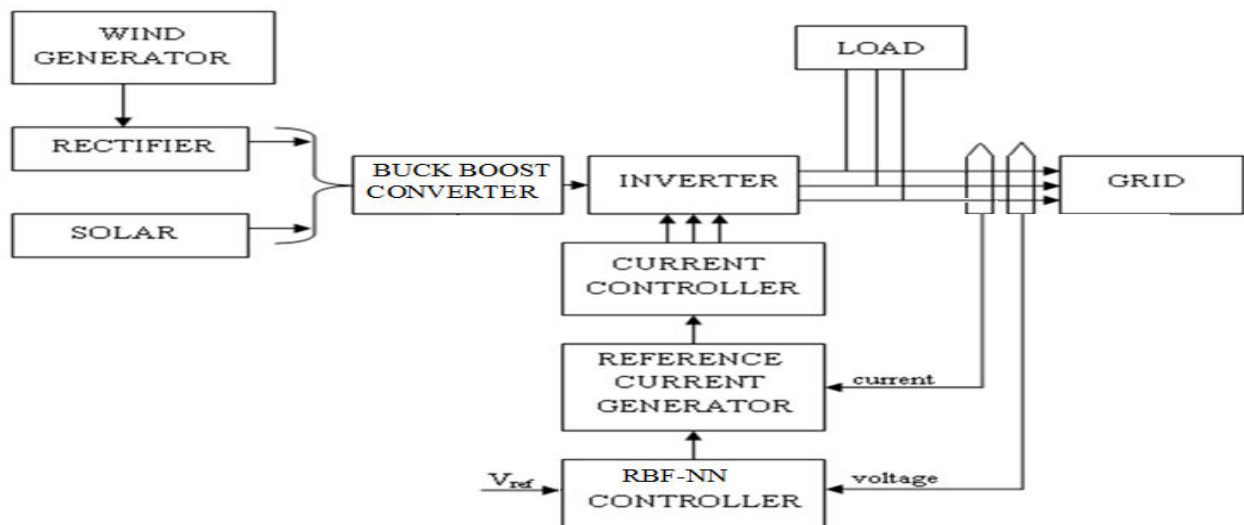 WIND
GENERATOR
LOAD
RECTIFIER
BUCK BOOST
CONVERTER
INVERTER
GRID
SOLAR
CURRENT
CONTROLLER
REFERENCE
CURRENT
GENERATOR
current
Vref
RBF-NN
CONTROLLER
voltage